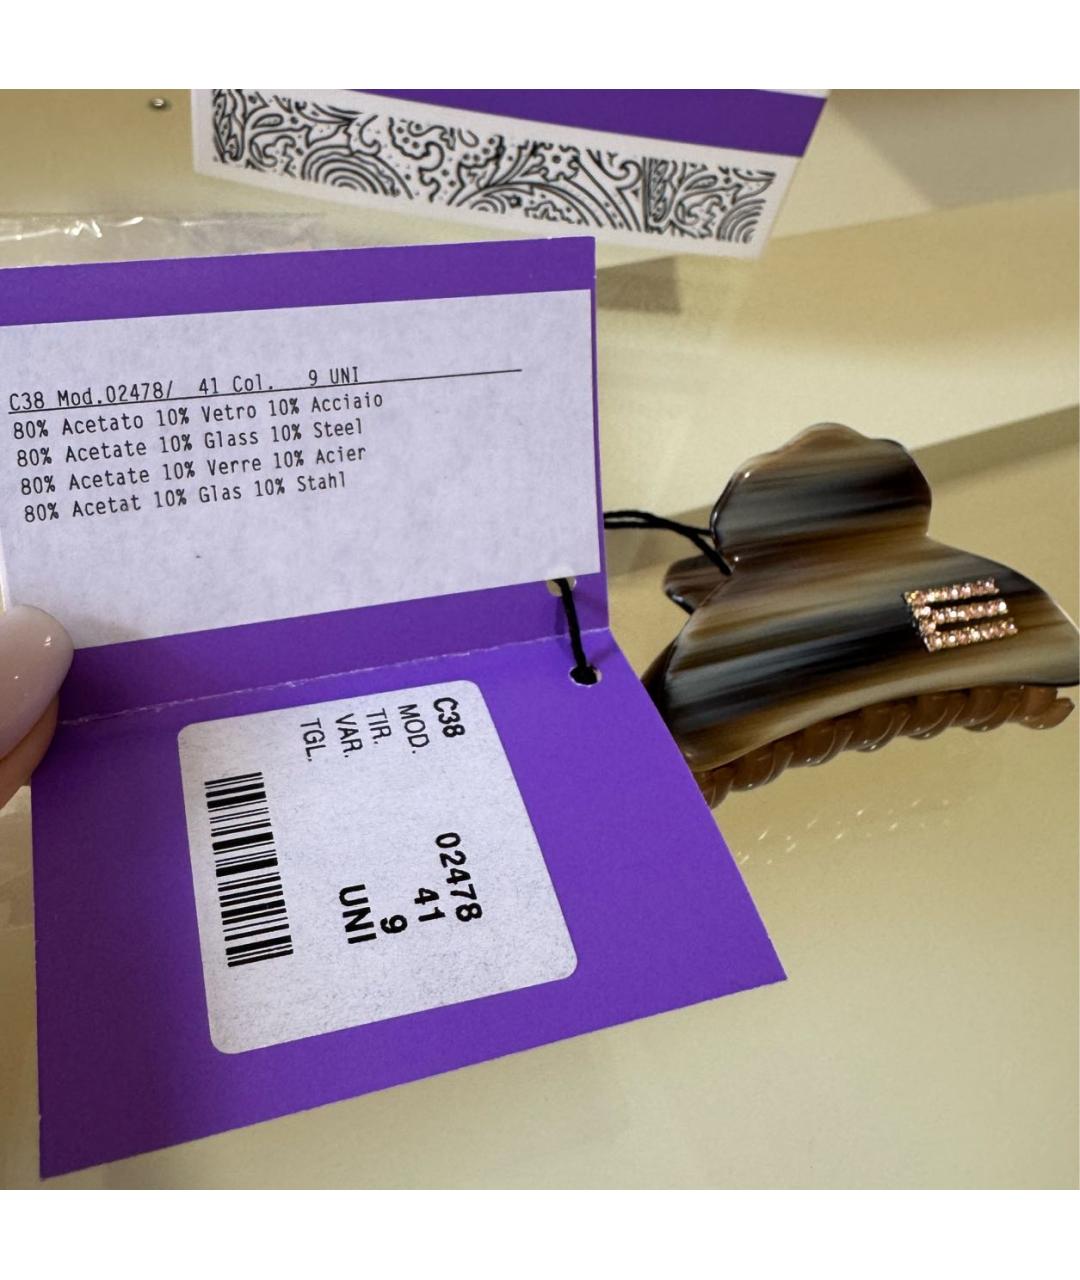 C38 Mod.02478/ 41 Col. 9 UNI
80% Acetato 10% Vetro 10% Acciaio
80% Acetate 10% Glass 10% Steel
80% Acetate 10% Verre 10% Acier
80% Acetat 10% Glas 10% Stahl
C38
MOD. 02478
TIR. 41
VAR. 9
TGL. UNI
E